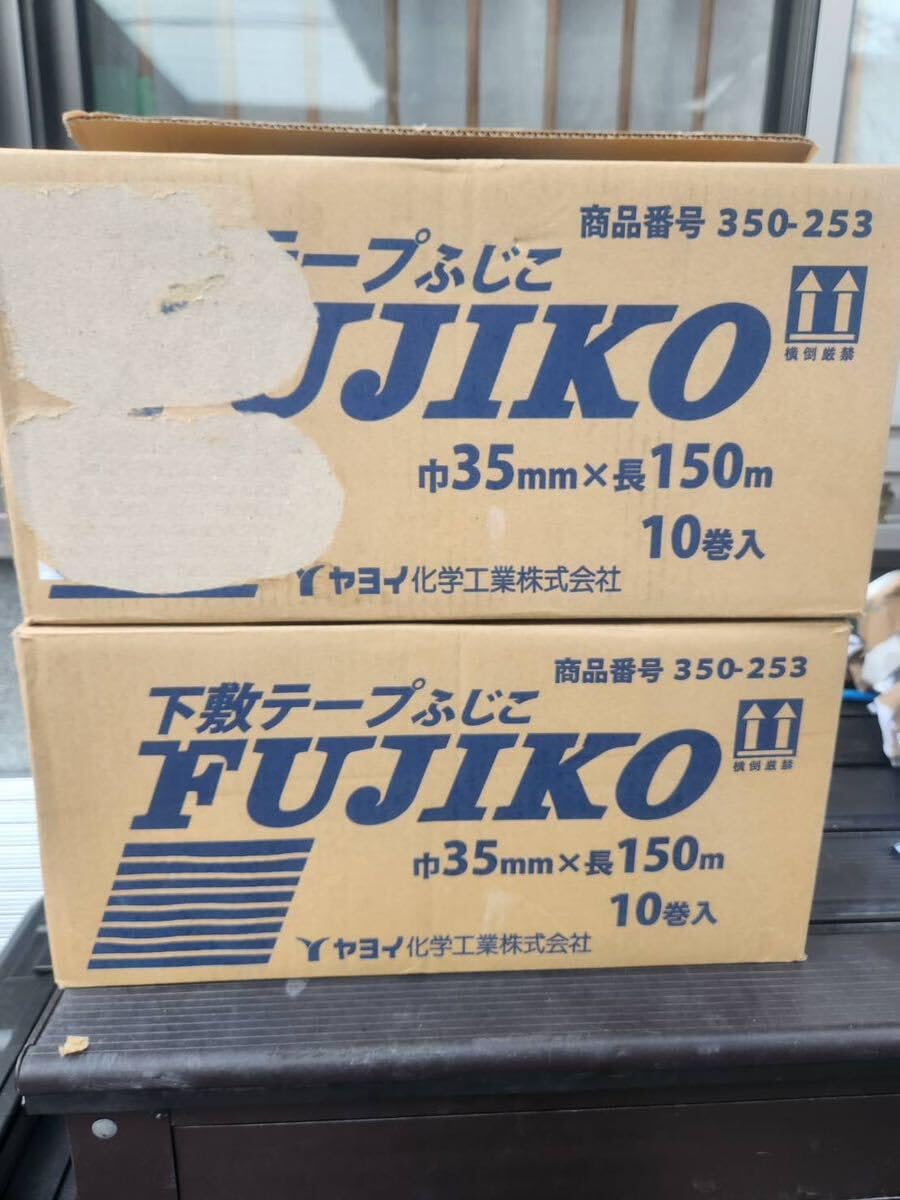 商品番号 350-253
テープふじこ
UJIKO
横倒厳禁
巾35mm×長150m
10巻入
ヤヨイ化学工業株式会社
商品番号 350-253
下敷テープふじこ
FUJIKO
横倒厳禁
巾35mm×長150m
10巻入
ヤヨイ化学工業株式会社